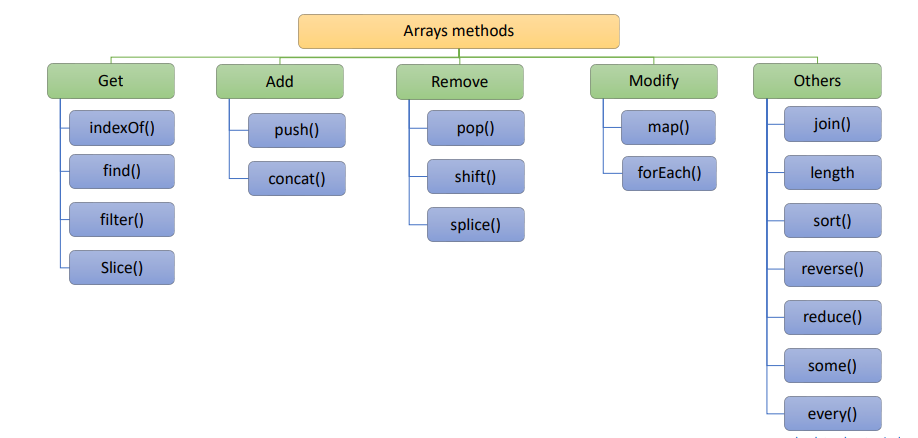 Arrays methods
Get
Add
Remove
Modify
Others
indexOf()
find()
filter()
Slice()
push()
concat()
pop()
shift()
splice()
map()
forEach()
join()
length
sort()
reverse()
reduce()
some()
every()